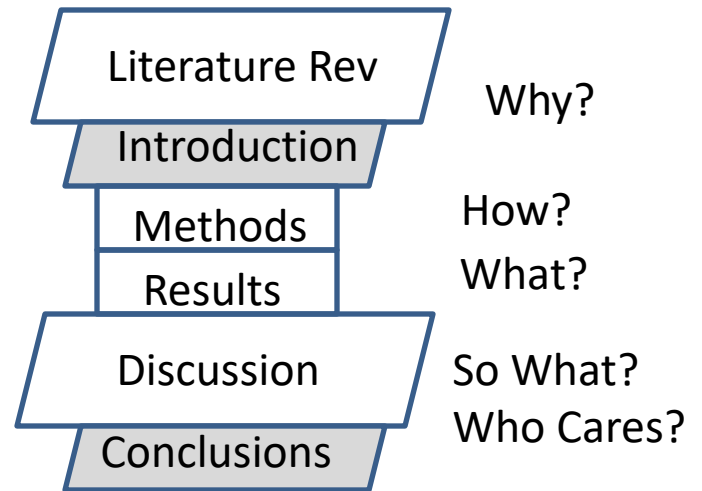 Literature Rev
Why?
Introduction
Methods
How?
Results
What?
Discussion
So What?
Who Cares?
Conclusions